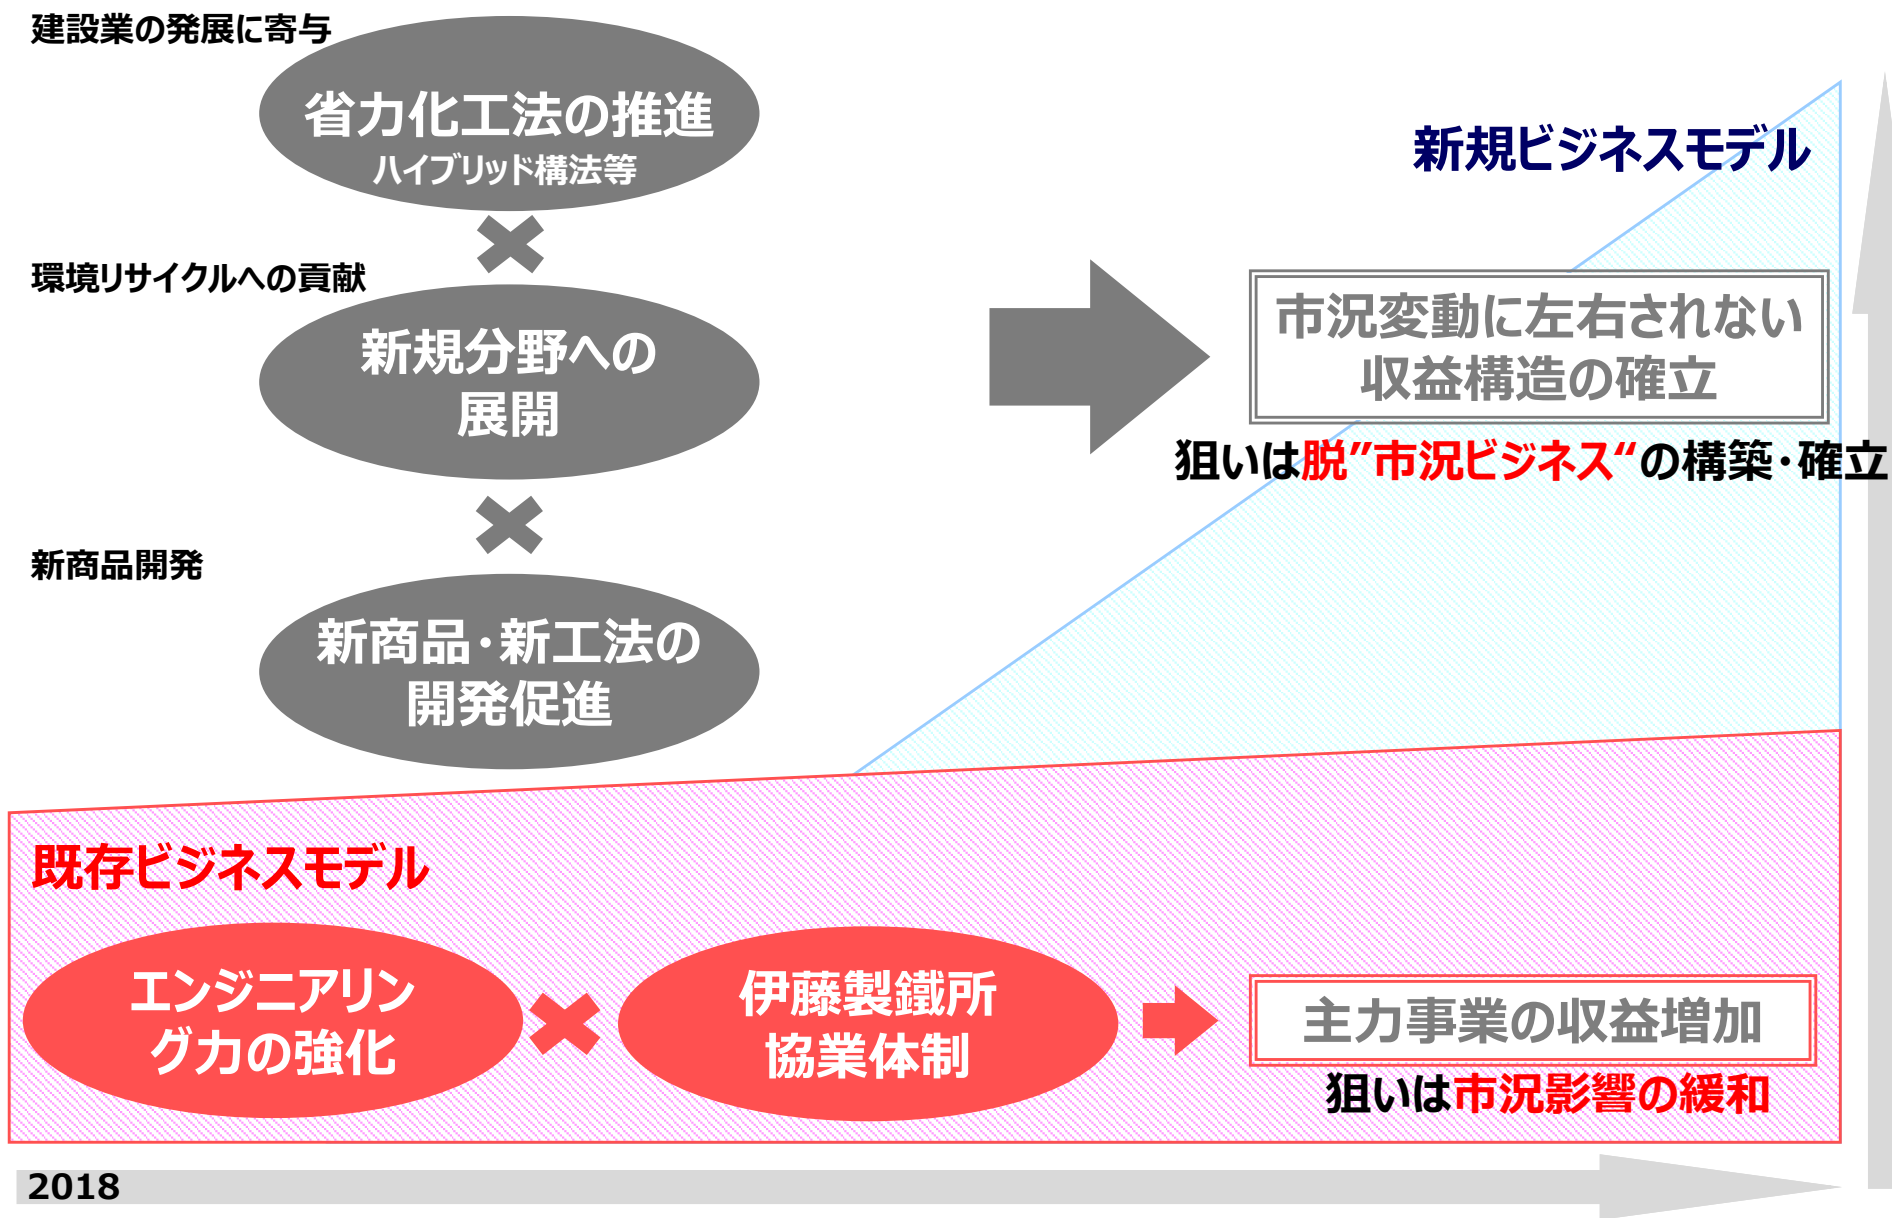 建設業の発展に寄与
省力化工法の推進
ハイブリッド構法等
環境リサイクルへの貢献
新規分野への
展開
新商品開発
新商品・新工法の
開発促進
新規ビジネスモデル
市況変動に左右されない
収益構造の確立
狙いは脱”市況ビジネス“の構築・確立
既存ビジネスモデル
エンジニアリン
グ力の強化
伊藤製鐵所
協業体制
主力事業の収益増加
狙いは市況影響の緩和
2018